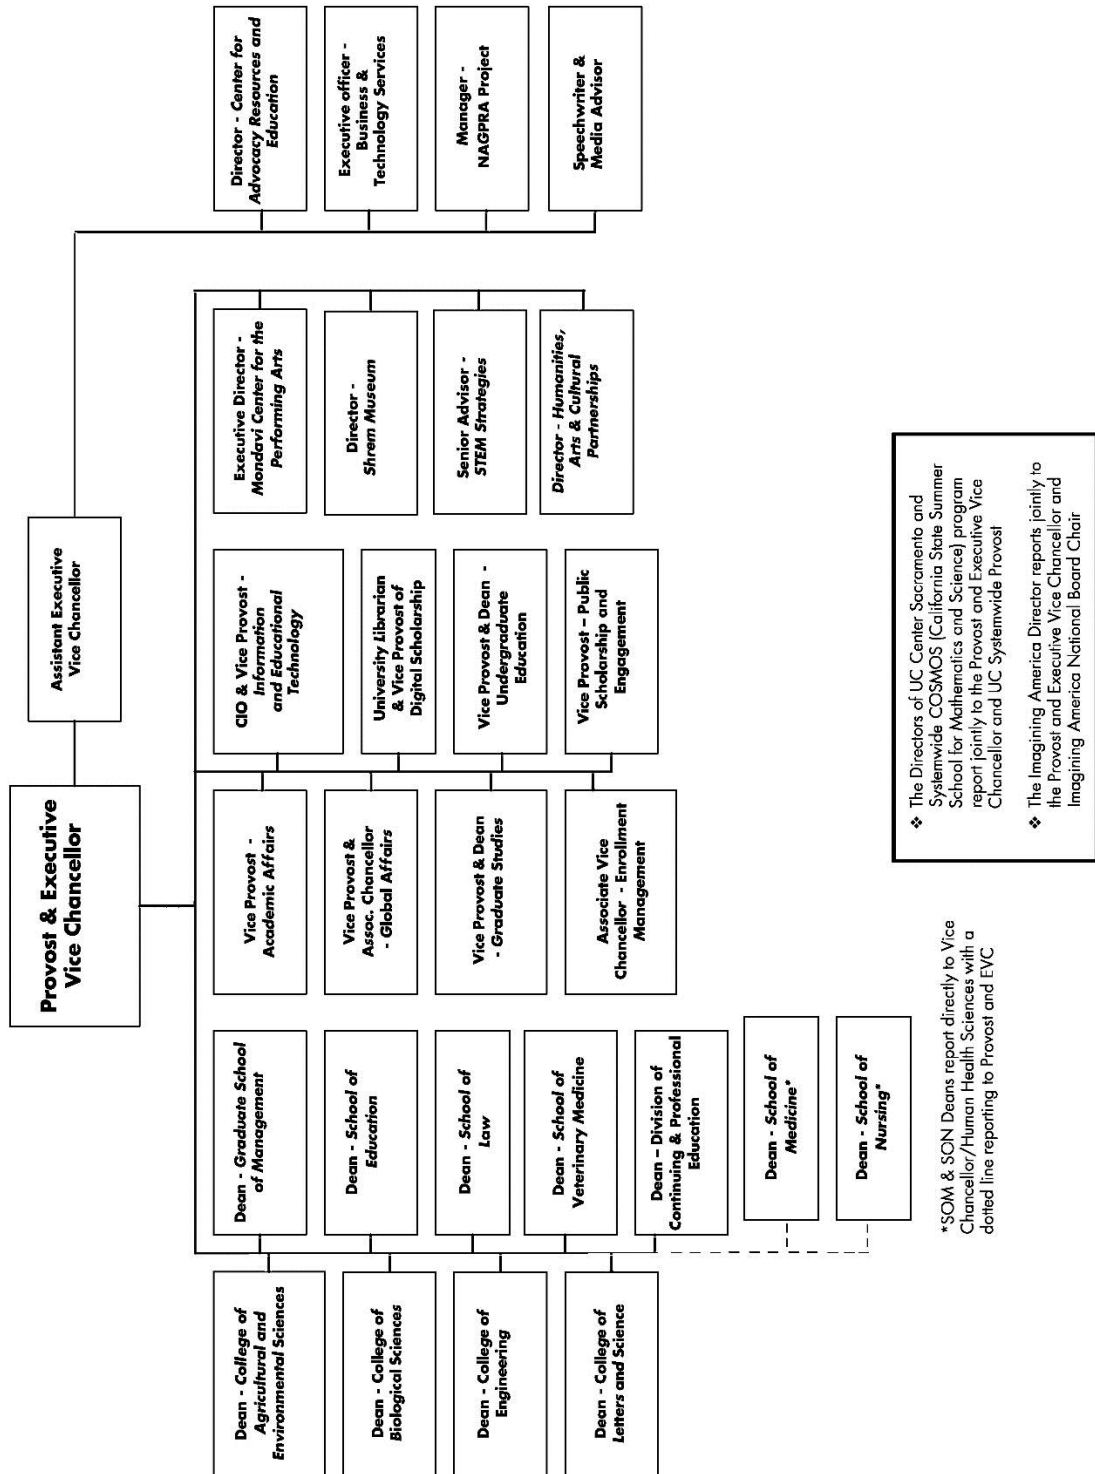 Provost & Executive
Vice Chancellor
Assistant Executive
Vice Chancellor
Dean - College of
Agricultural and
Environmental Sciences
Dean - College of
Biological Sciences
Dean - College of
Engineering
Dean - College of
Letters and Science
Dean - Graduate School
of Management
Dean - School of
Education
Dean - School of
Law
Dean - School of
Veterinary Medicine
Dean – Division of
Continuing & Professional
Education
Dean - School of
Medicine*
Dean - School of
Nursing*
Vice Provost -
Academic Affairs
Vice Provost &
Assoc. Chancellor
- Global Affairs
Vice Provost & Dean
- Graduate Studies
Associate Vice
Chancellor - Enrollment
Management
CIO & Vice Provost -
Information
and Educational
Technology
University Librarian
& Vice Provost of
Digital Scholarship
Vice Provost & Dean -
Undergraduate
Education
Vice Provost – Public
Scholarship and
Engagement
Executive Director -
Mondavi Center for the
Performing Arts
Director -
Shrem Museum
Senior Advisor -
STEM Strategies
Director - Humanities,
Arts & Cultural
Partnerships
Director - Center for
Advocacy Resources and
Education
Executive officer -
Business &
Technology Services
Manager -
NAGPRA Project
Speechwriter &
Media Advisor
*SOM & SON Deans report directly to Vice
Chancellor/Human Health Sciences with a
dotted line reporting to Provost and EVC
❖ The Directors of UC Center Sacramento and
Systemwide COSMOS (California State Summer
School for Mathematics and Science) program
report jointly to the Provost and Executive Vice
Chancellor and UC Systemwide Provost
❖ The Imagining America Director reports jointly to
the Provost and Executive Vice Chancellor and
Imagining America National Board Chair